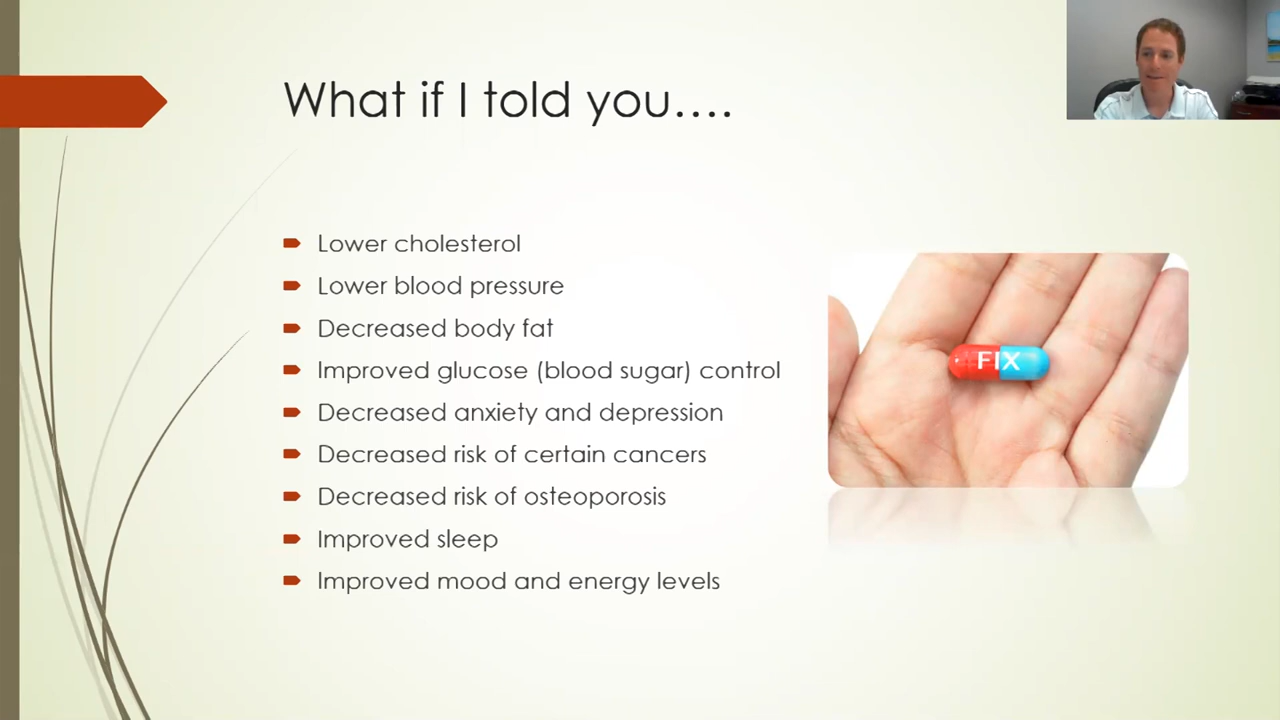 What if I told you....
Lower cholesterol
Lower blood pressure
Decreased body fat
Improved glucose (blood sugar) control
Decreased anxiety and depression
Decreased risk of certain cancers
Decreased risk of osteoporosis
Improved sleep
Improved mood and energy levels
FIX